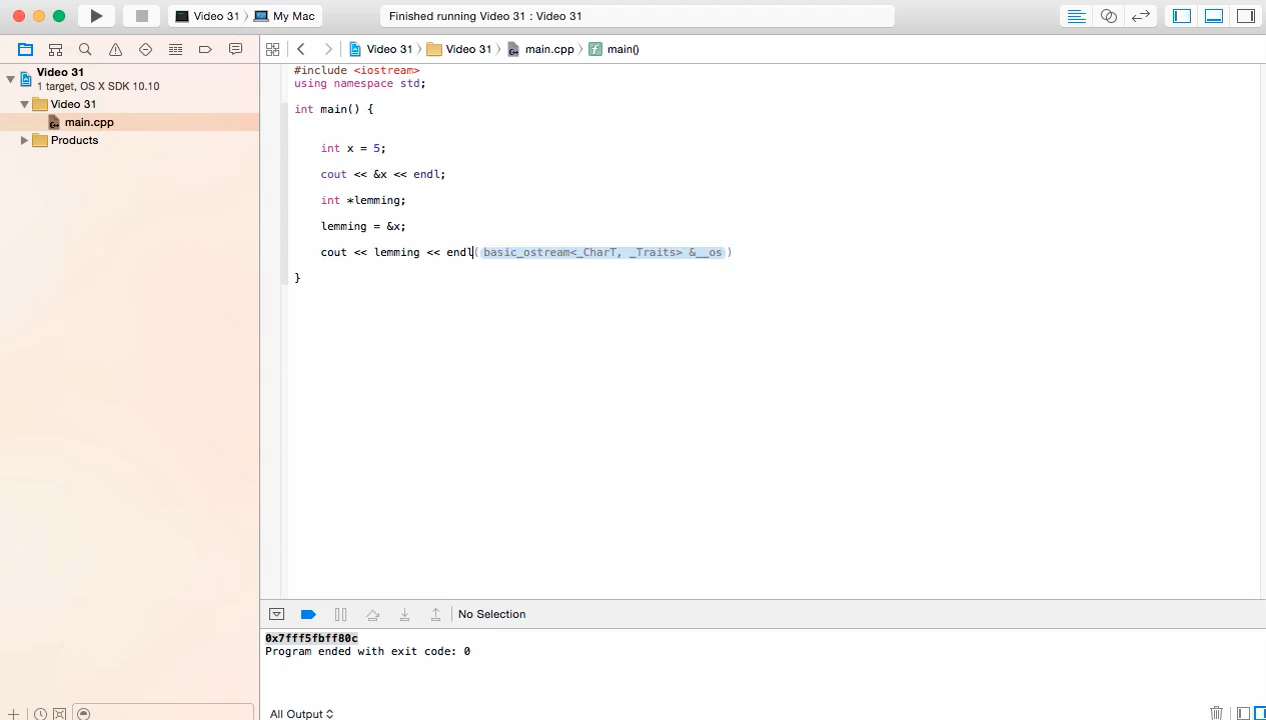 Video 31 〉 My Mac
Finished running Video 31 : Video 31
Video 31 〉 Video 31 〉 main.cpp 〉 main()
Video 31
1 target, OS X SDK 10.10
Video 31
main.cpp
Products
#include <iostream>
using namespace std;
int main() {
int x = 5;
cout << &x << endl;
int *lemming;
lemming = &x;
cout << lemming << endl(basic_ostream<_CharT, _Traits> &__os)
}
No Selection
0x7fff5fbff80c
Program ended with exit code: 0
All Output